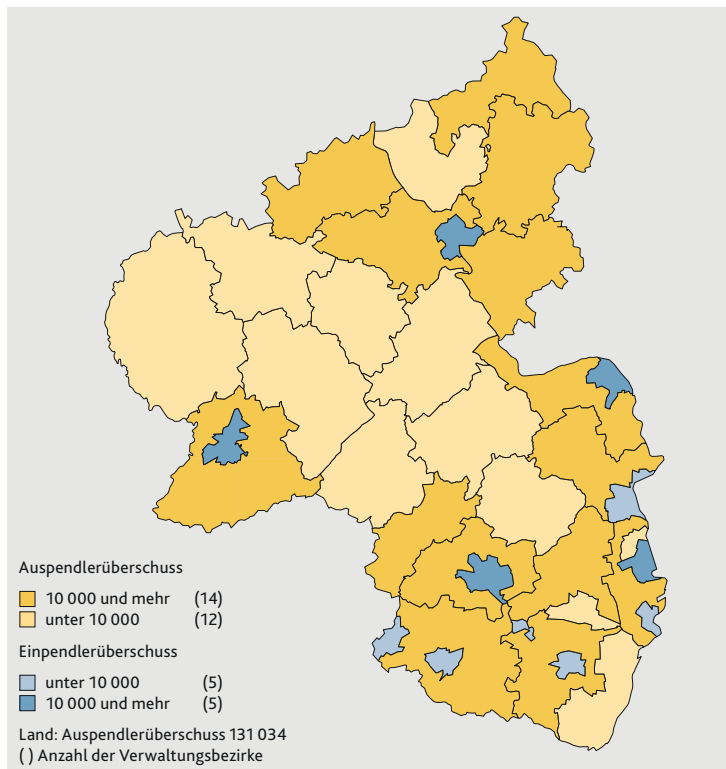 Auspendlerüberschuss
10 000 und mehr (14)
unter 10 000 (12)
Einpendlerüberschuss
unter 10 000 (5)
10 000 und mehr (5)
Land: Auspendlerüberschuss 131 034
( ) Anzahl der Verwaltungsbezirke